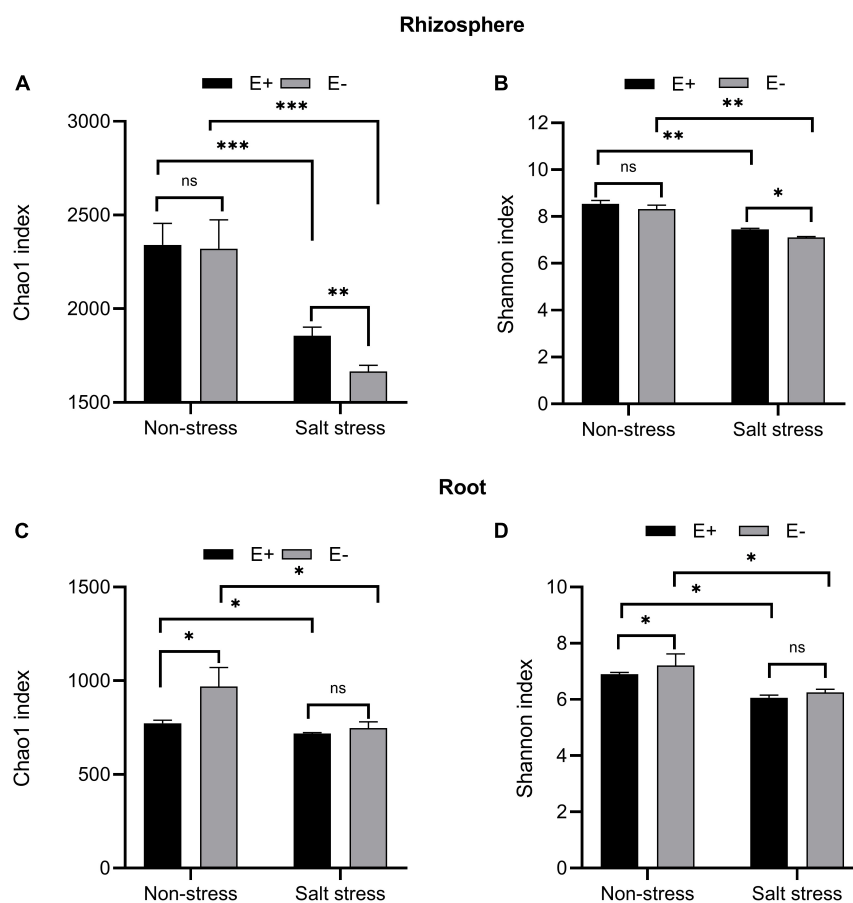 Rhizosphere
A
E+ E-
***
***
ns
**
3000
2500
2000
1500
Chao1 index
Non-stress Salt stress
B
E+ E-
**
**
ns
*
12
10
8
6
4
2
0
Shannon index
Non-stress Salt stress
Root
C
E+ E-
*
*
*
ns
1500
1000
500
0
Chao1 index
Non-stress Salt stress
D
E+ E-
*
*
*
ns
10
8
6
4
2
0
Shannon index
Non-stress Salt stress